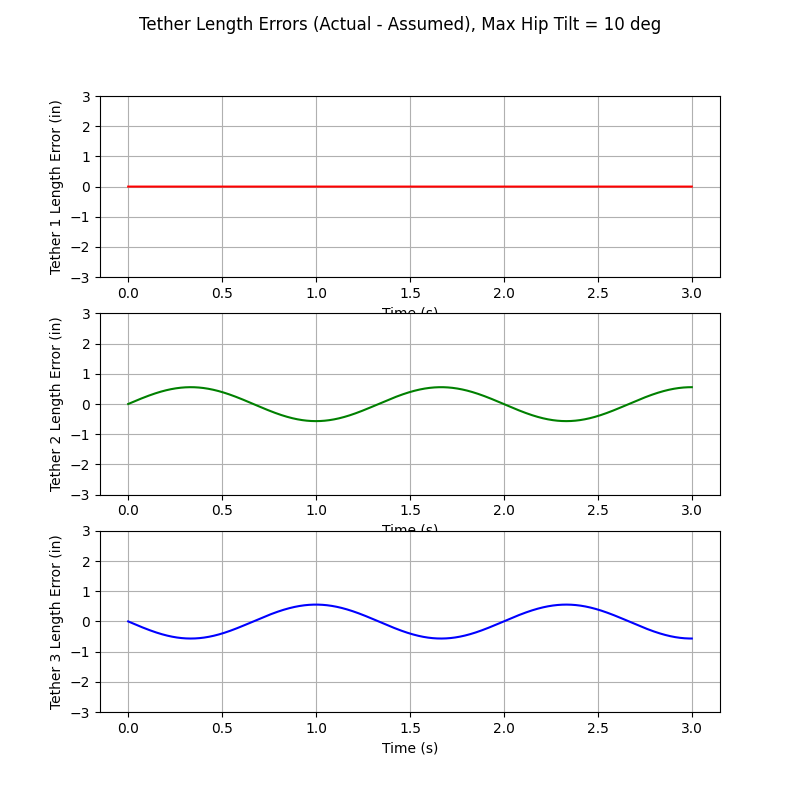 Tether Length Errors (Actual - Assumed), Max Hip Tilt = 10 deg
Tether 1 Length Error (in)
3
2
1
0
−1
−2
−3
0.0 0.5 1.0 1.5 2.0 2.5 3.0
Time (s)
Tether 2 Length Error (in)
3
2
1
0
−1
−2
−3
0.0 0.5 1.0 1.5 2.0 2.5 3.0
Time (s)
Tether 3 Length Error (in)
3
2
1
0
−1
−2
−3
0.0 0.5 1.0 1.5 2.0 2.5 3.0
Time (s)